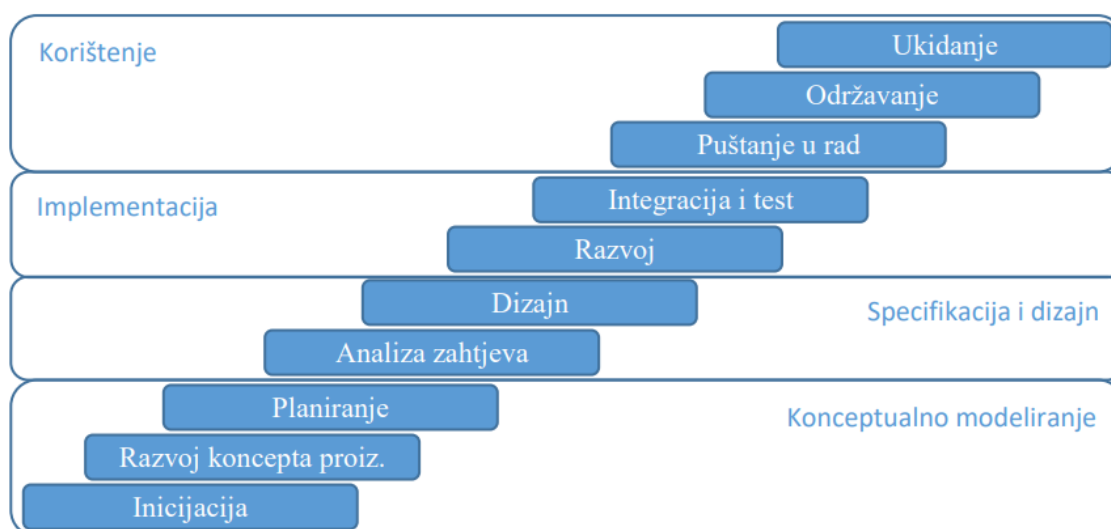 Korištenje
Ukidanje
Održavanje
Puštanje u rad
Implementacija
Integracija i test
Razvoj
Dizajn
Specifikacija i dizajn
Analiza zahtjeva
Planiranje
Konceptualno modeliranje
Razvoj koncepta proiz.
Inicijacija